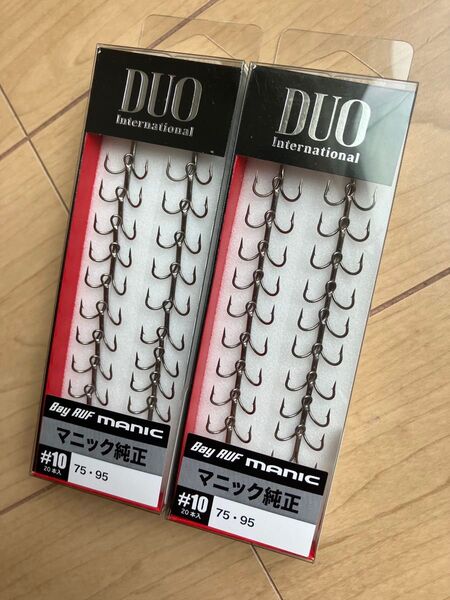 DUO
International
Bay RUF MANIC
マニック純正
#10
20本入
75・95
DUO
International
Bay RUF MANIC
マニック純正
#10
20本入
75・95